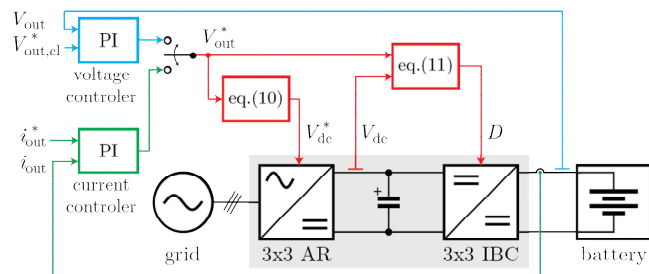 V_out
V*_out,cl
PI
voltage
controler
V*_out
eq.(11)
eq.(10)
V*_dc
V_dc
D
i*_out
i_out
PI
current
controler
+
grid
3x3 AR
3x3 IBC
battery